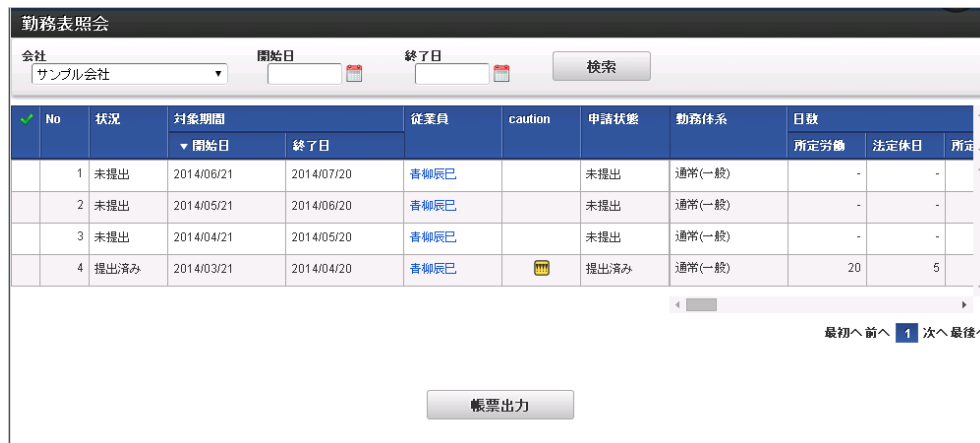 勤務表照会
会社 開始日 終了日
サンプル会社 検索
No 状況 対象期間 従業員 caution 申請状態 勤務体系 日数
▼開始日 終了日 所定労働 法定休日 所定
1 未提出 2014/06/21 2014/07/20 青柳辰巳 未提出 通常(一般) - -
2 未提出 2014/05/21 2014/06/20 青柳辰巳 未提出 通常(一般) - -
3 未提出 2014/04/21 2014/05/20 青柳辰巳 未提出 通常(一般) - -
4 提出済み 2014/03/21 2014/04/20 青柳辰巳 提出済み 通常(一般) 20 5
最初へ 前へ 1 次へ 最後へ
帳票出力